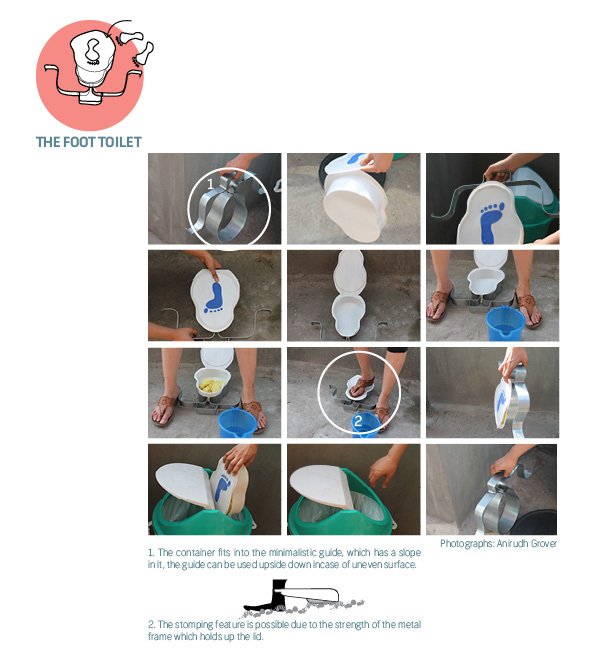 THE FOOT TOILET
1
2
Photographs: Anirudh Grover
1. The container fits into the minimalistic guide, which has a slope
in it, the guide can be used upside down incase of uneven surface.
2. The stomping feature is possible due to the strength of the metal
frame which holds up the lid.